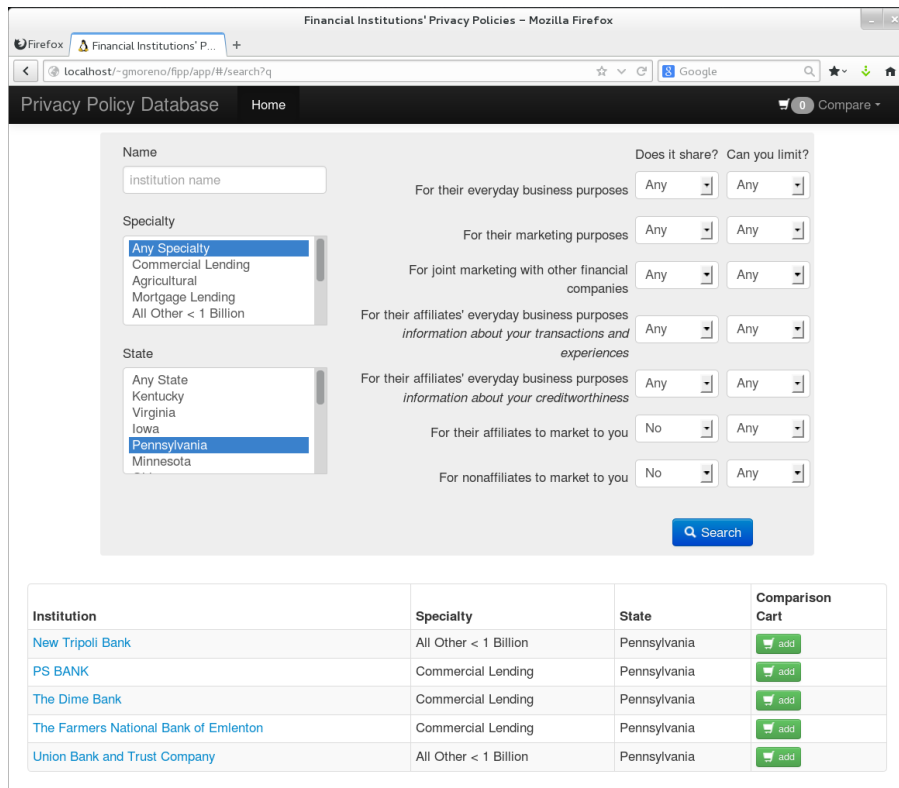 Financial Institutions' Privacy Policies – Mozilla Firefox
Firefox
Financial Institutions' P...
+
localhost/~gmoreno/fipp/app/#/search?q
Google
Privacy Policy Database
Home
0 Compare
Name
institution name
Specialty
Any Specialty
Commercial Lending
Agricultural
Mortgage Lending
All Other < 1 Billion
State
Any State
Kentucky
Virginia
Iowa
Pennsylvania
Minnesota
Does it share? Can you limit?
For their everyday business purposes Any Any
For their marketing purposes Any Any
For joint marketing with other financial
companies Any Any
For their affiliates' everyday business purposes
information about your transactions and
experiences Any Any
For their affiliates' everyday business purposes
information about your creditworthiness Any Any
For their affiliates to market to you No Any
For nonaffiliates to market to you No Any
Search
Institution Specialty State Comparison
Cart
New Tripoli Bank All Other < 1 Billion Pennsylvania add
PS BANK Commercial Lending Pennsylvania add
The Dime Bank Commercial Lending Pennsylvania add
The Farmers National Bank of Emlenton Commercial Lending Pennsylvania add
Union Bank and Trust Company All Other < 1 Billion Pennsylvania add